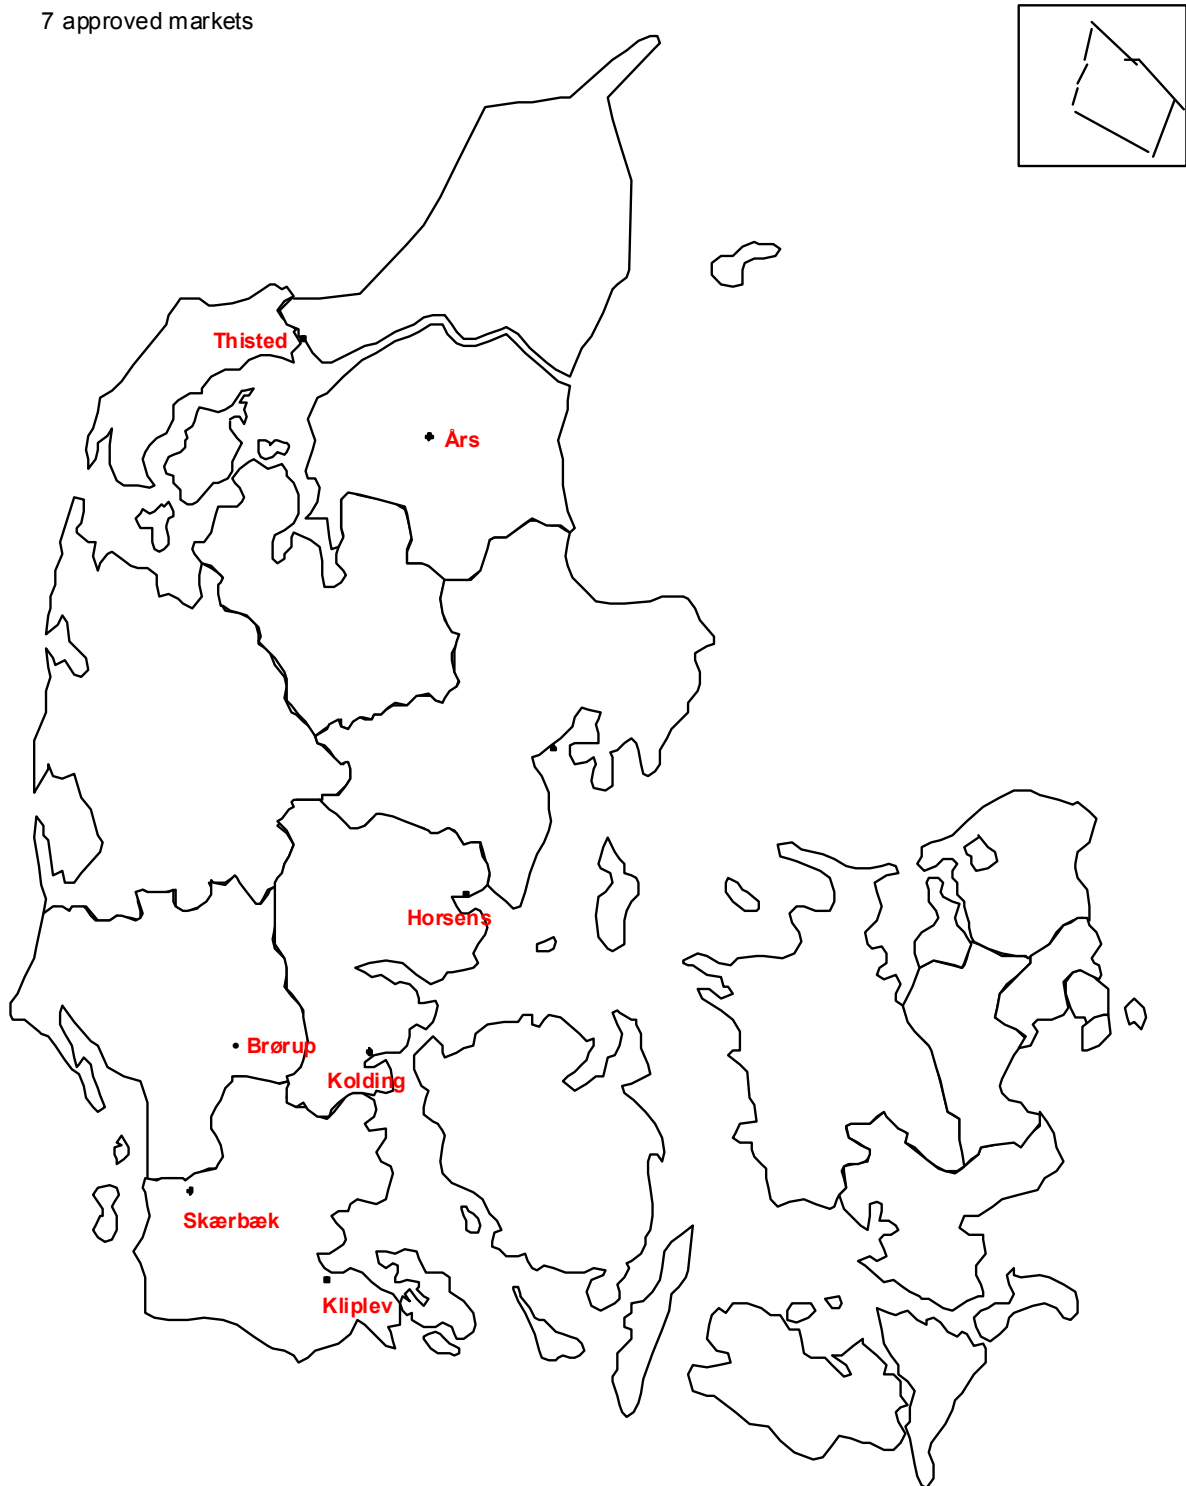 7 approved markets
Thisted
Års
Horsens
Brørup
Kolding
Skærbæk
Kliplev